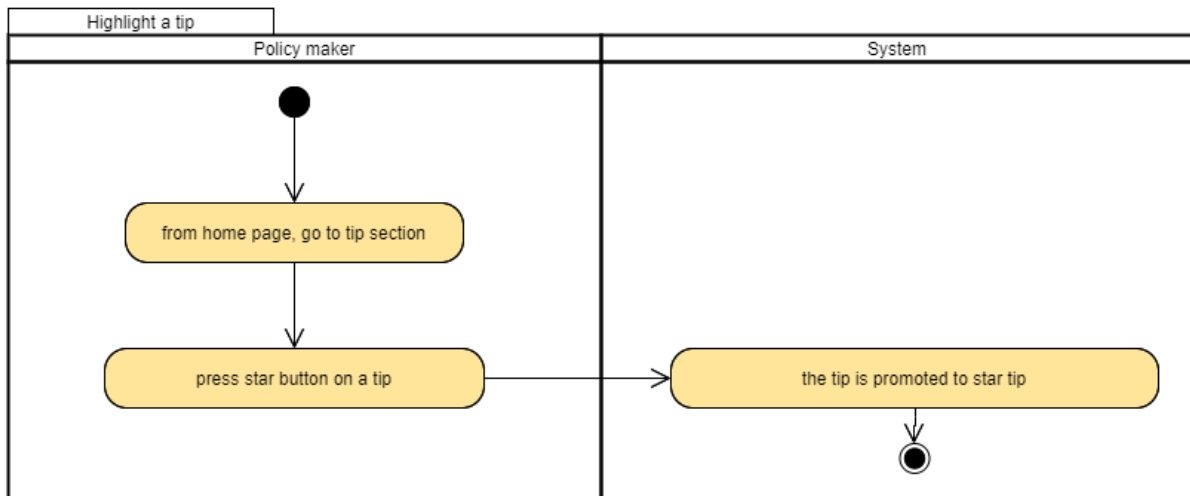 Highlight a tip
Policy maker
System
from home page, go to tip section
press star button on a tip
the tip is promoted to star tip